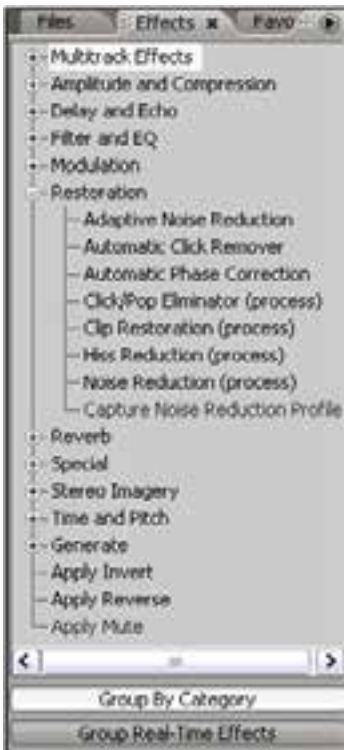 Files Effects x Favo
Multitrack Effects
Amplitude and Compression
Delay and Echo
Filter and EQ
Modulation
Restoration
Adaptive Noise Reduction
Automatic Click Remover
Automatic Phase Correction
Click/Pop Eliminator (process)
Clip Restoration (process)
Hiss Reduction (process)
Noise Reduction (process)
Capture Noise Reduction Profile
Reverb
Special
Stereo Imagery
Time and Pitch
Generate
Apply Invert
Apply Reverse
Apply Mute
Group By Category
Group Real-Time Effects